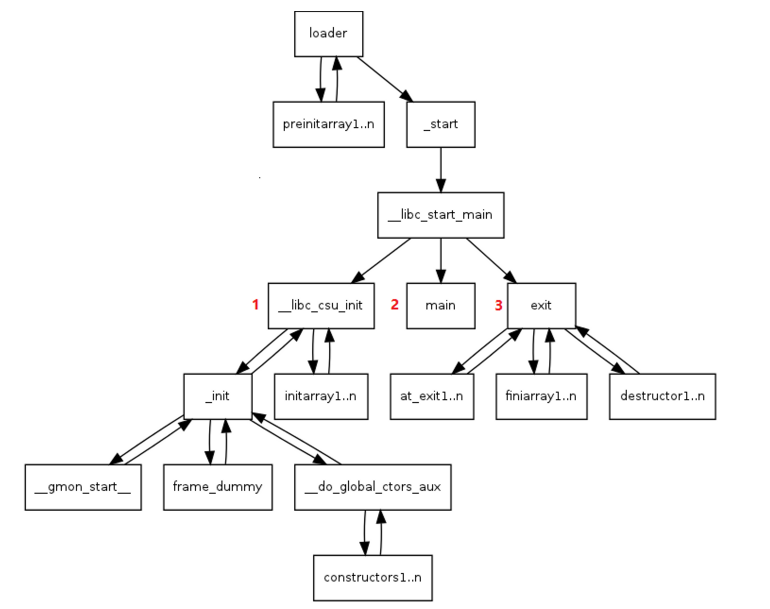 loader
preinitarray1..n
_start
__libc_start_main
1
__libc_csu_init
2
main
3
exit
_init
initarray1..n
at_exit1..n
finiarray1..n
destructor1..n
__gmon_start__
frame_dummy
__do_global_ctors_aux
constructors1..n